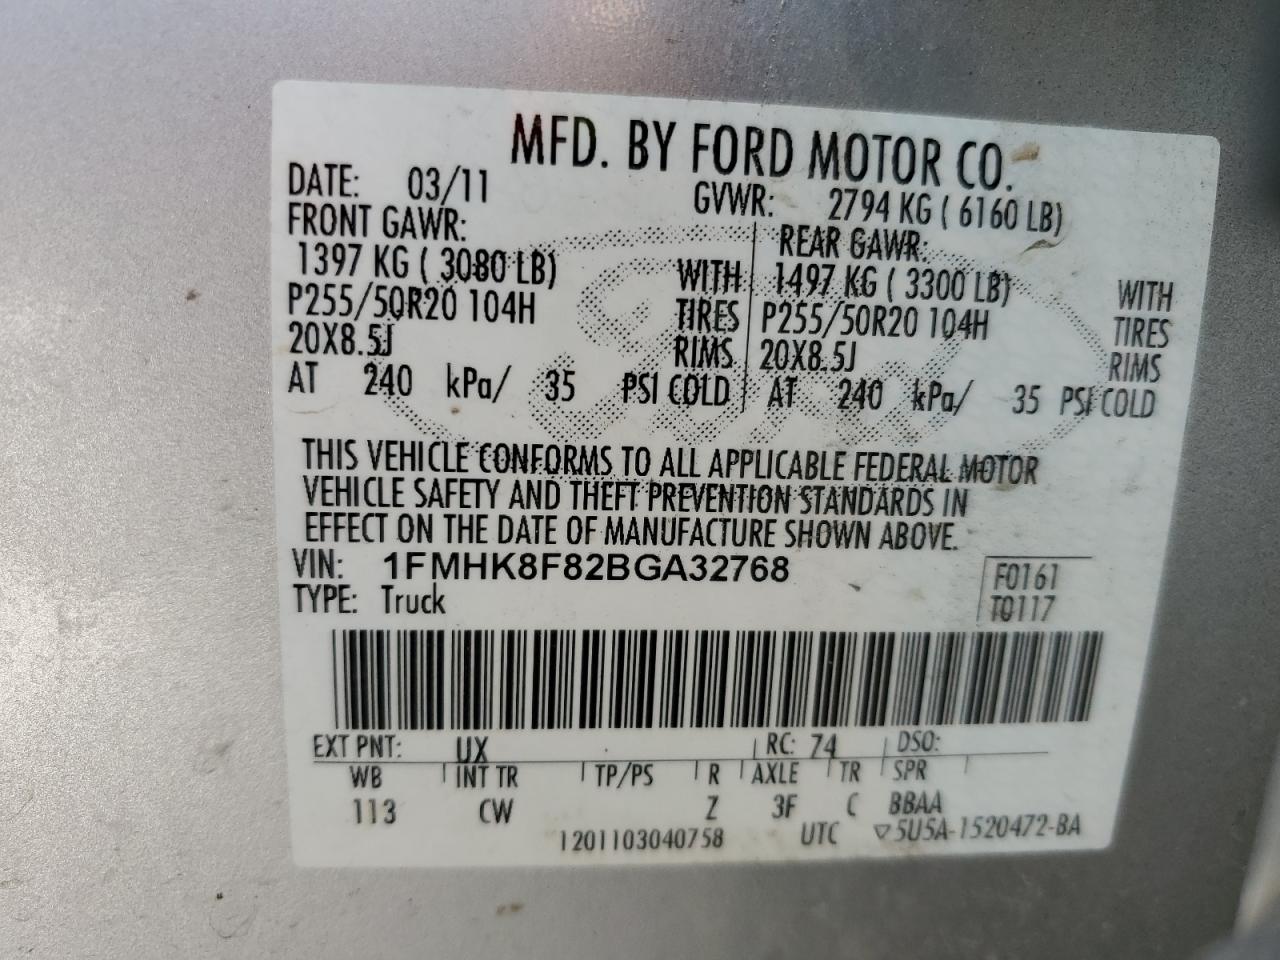 MFD. BY FORD MOTOR CO.
DATE: 03/11 GVWR: 2794 KG ( 6160 LB)
FRONT GAWR: REAR GAWR:
1397 KG ( 3080 LB) WITH 1497 KG ( 3300 LB) WITH
P255/50R20 104H TIRES P255/50R20 104H TIRES
20X8.5J RIMS 20X8.5J RIMS
AT 240 kPa/ 35 PSI COLD AT 240 kPa/ 35 PSI COLD
THIS VEHICLE CONFORMS TO ALL APPLICABLE FEDERAL MOTOR
VEHICLE SAFETY AND THEFT PREVENTION STANDARDS IN
EFFECT ON THE DATE OF MANUFACTURE SHOWN ABOVE.
VIN: 1FMHK8F82BGA32768 F0161
TYPE: Truck T0117
EXT PNT: UX RC: 74 DSO:
WB INT TR TP/PS R AXLE TR SPR
113 CW Z 3F C BBAA
1201103040758 UTC ▽5U5A-1520472-BA